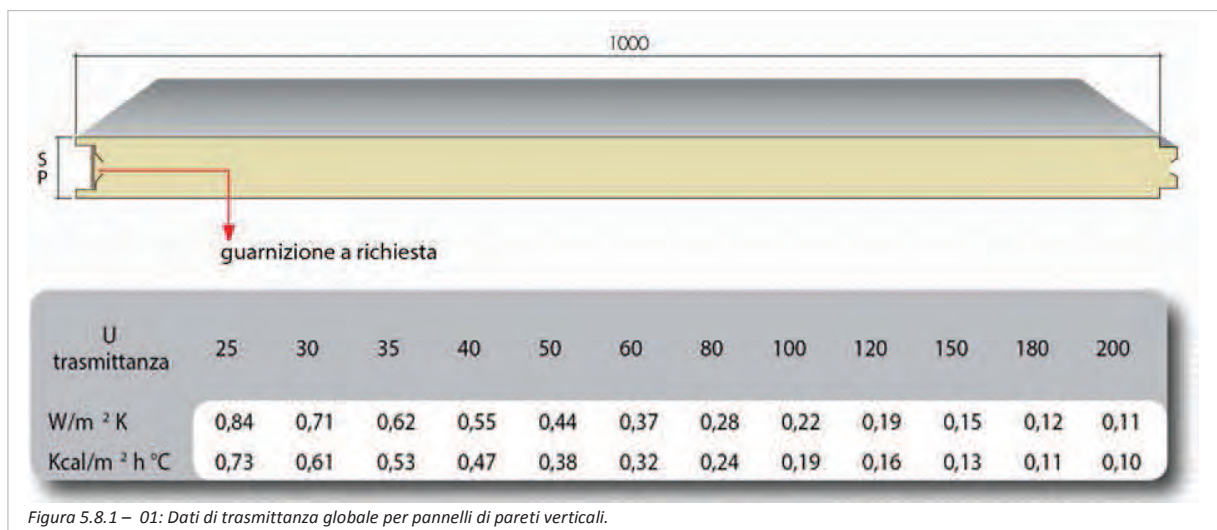 1000
S
P
guarnizione a richiesta
U
trasmittanza 25 30 35 40 50 60 80 100 120 150 180 200
W/m ² K 0,84 0,71 0,62 0,55 0,44 0,37 0,28 0,22 0,19 0,15 0,12 0,11
Kcal/m ² h °C 0,73 0,61 0,53 0,47 0,38 0,32 0,24 0,19 0,16 0,13 0,11 0,10
Figura 5.8.1 – 01: Dati di trasmittanza globale per pannelli di pareti verticali.